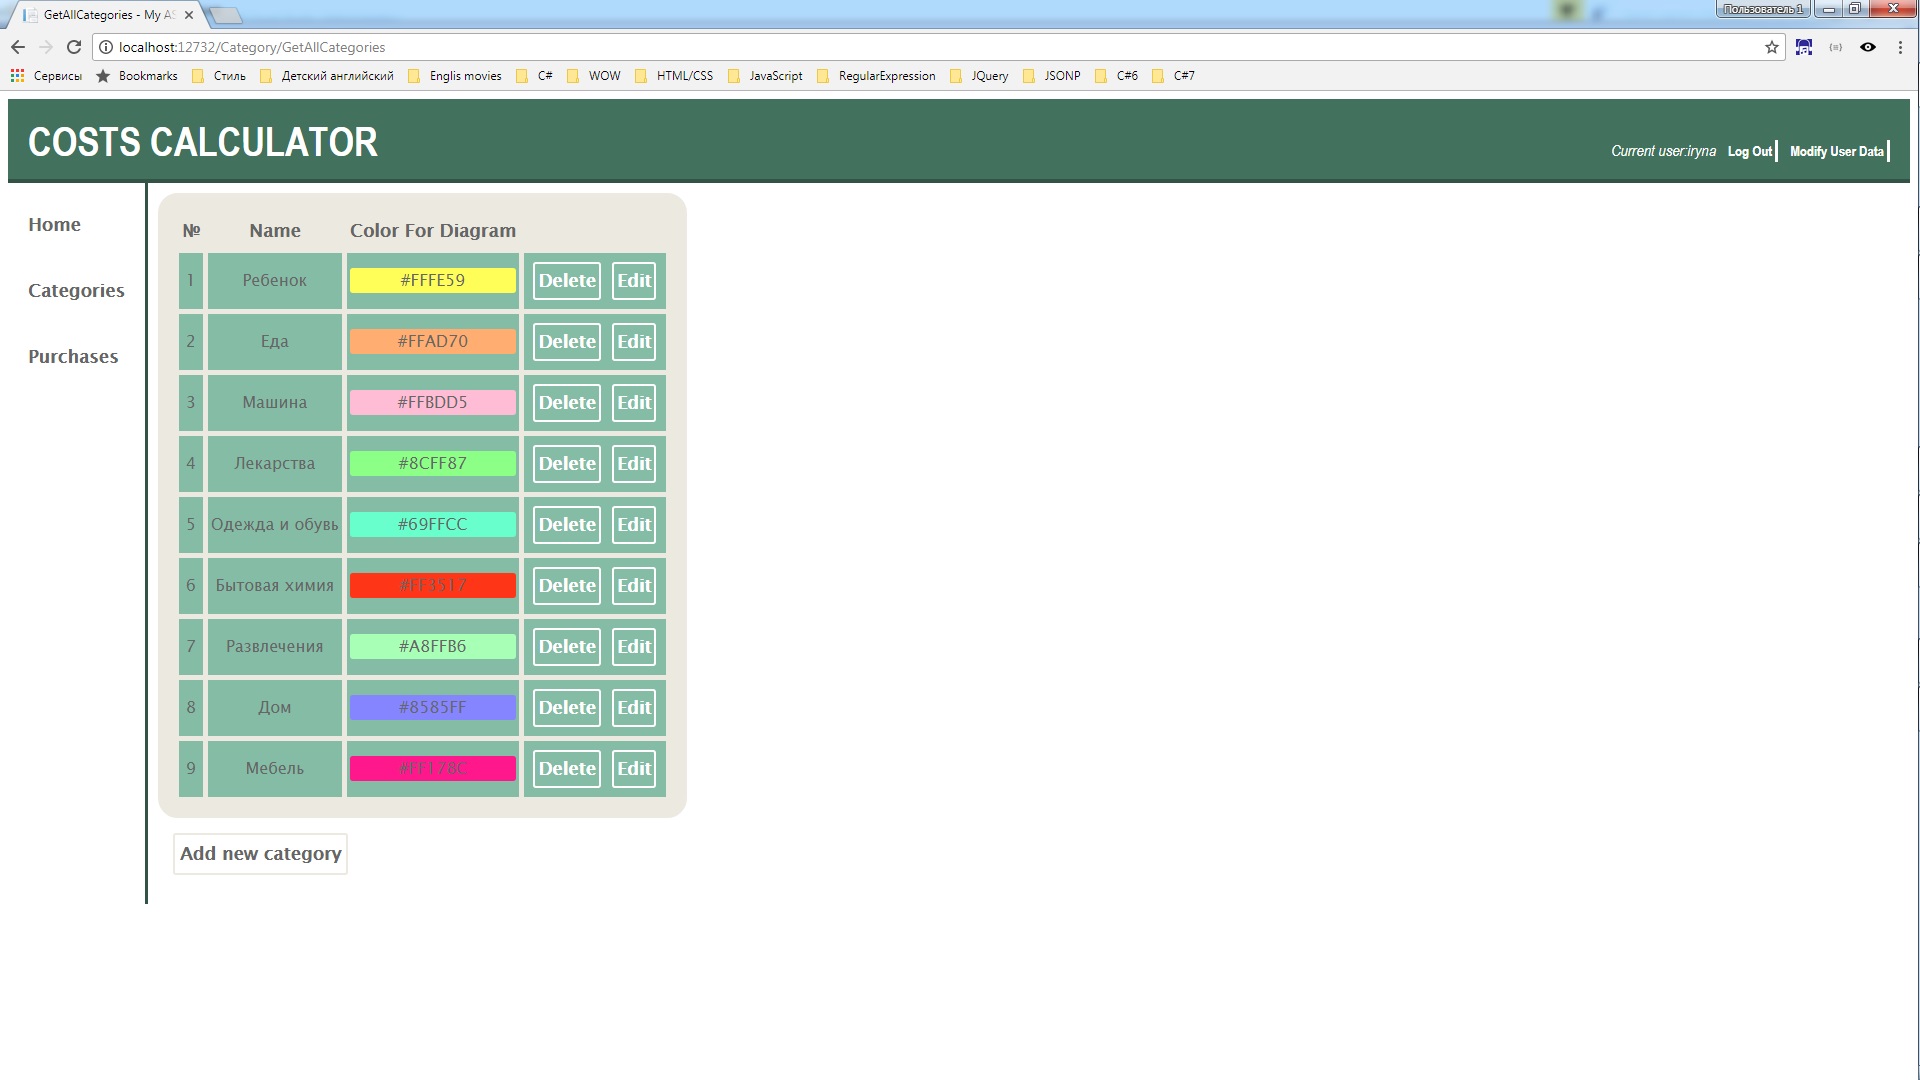 GetAllCategories - My AS
Пользователь 1
localhost:12732/Category/GetAllCategories
Сервисы Bookmarks Стиль Детский английский Englis movies C# WOW HTML/CSS JavaScript RegularExpression JQuery JSONP C#6 C#7
COSTS CALCULATOR
Current user:iryna Log Out Modify User Data
Home
Categories
Purchases
№ Name Color For Diagram
1 Ребенок #FFFE59 Delete Edit
2 Еда #FFAD70 Delete Edit
3 Машина #FFBDD5 Delete Edit
4 Лекарства #8CFF87 Delete Edit
5 Одежда и обувь #69FFCC Delete Edit
6 Бытовая химия #FF3517 Delete Edit
7 Развлечения #A8FFB6 Delete Edit
8 Дом #8585FF Delete Edit
9 Мебель #FF178C Delete Edit
Add new category